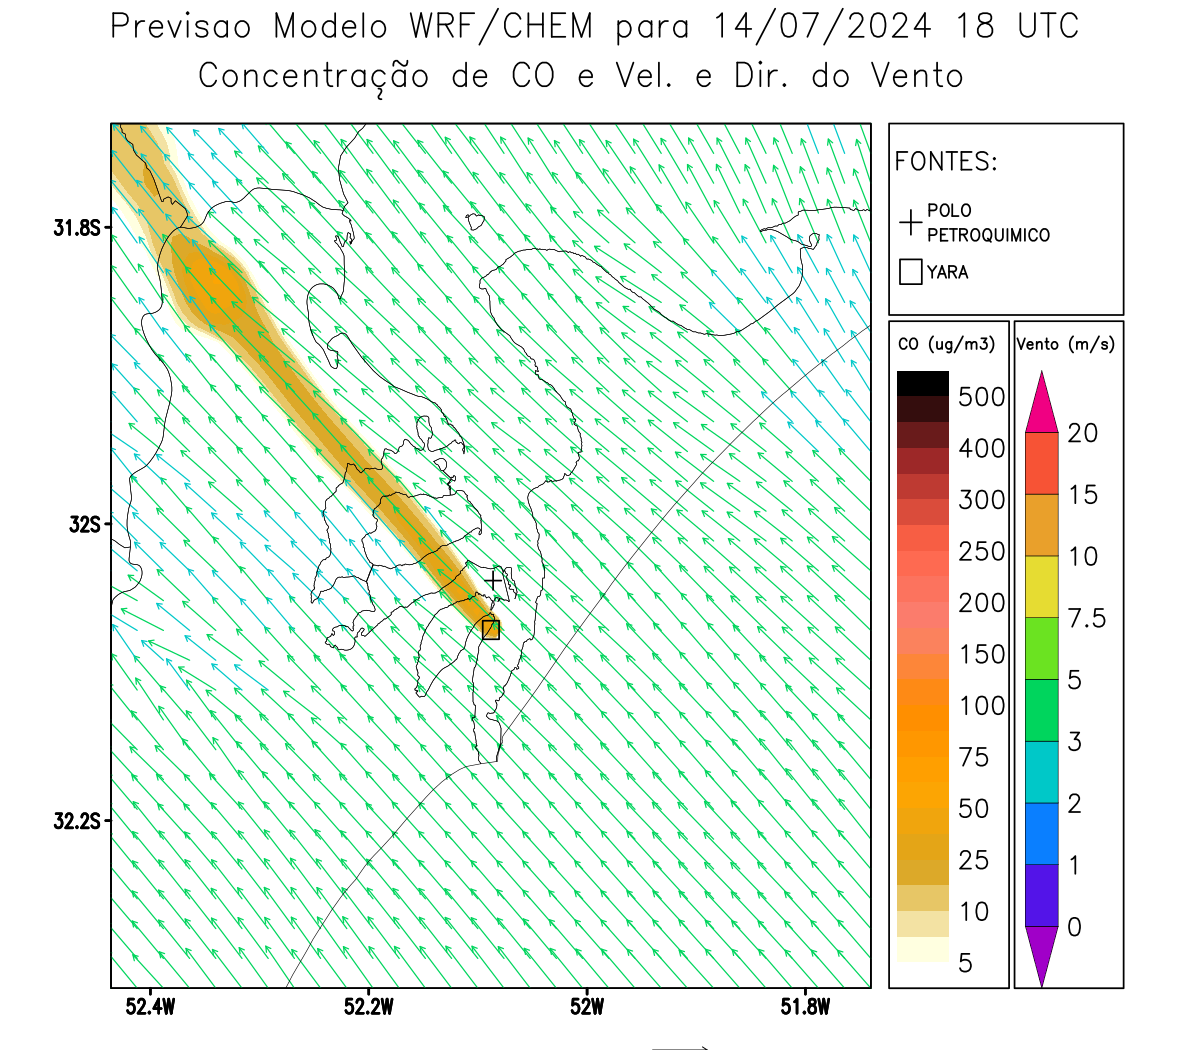 Previsao Modelo WRF/CHEM para 14/07/2024 18 UTC
Concentração de CO e Vel. e Dir. do Vento
FONTES:
POLO
PETROQUIMICO
YARA
31.8S
32S
32.2S
52.4W
52.2W
52W
51.8W
CO (ug/m3)
500
400
300
250
200
150
100
75
50
25
10
5
Vento (m/s)
20
15
10
7.5
5
3
2
1
0